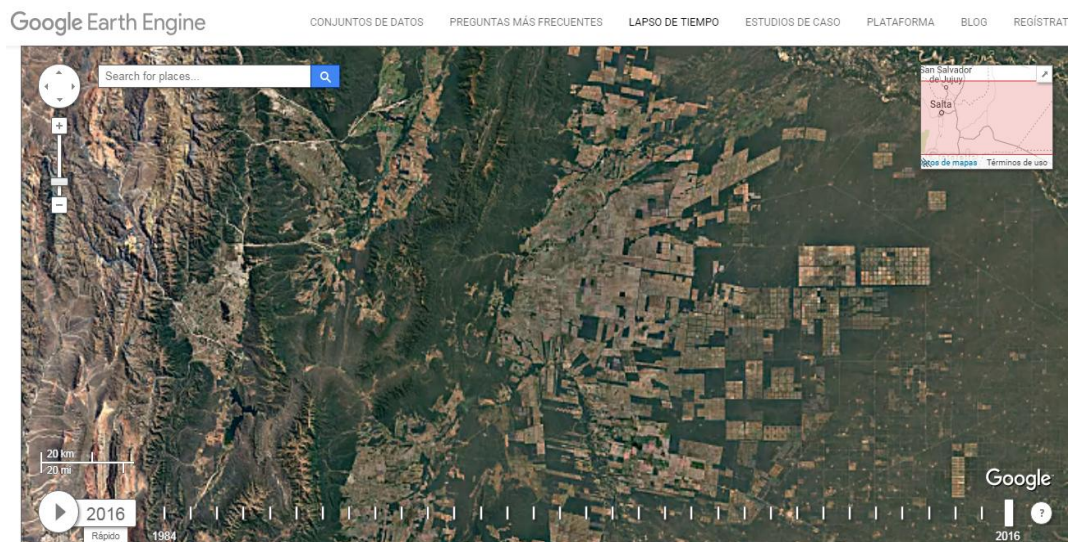 Google Earth Engine
CONJUNTOS DE DATOS PREGUNTAS MÁS FRECUENTES LAPSO DE TIEMPO ESTUDIOS DE CASO PLATAFORMA BLOG REGÍSTRAT
Search for places...
San Salvador
de Jujuy
Salta
Términos de uso
+
−
20 km
20 mi
Google
2016
Rápido
1984
2016
?